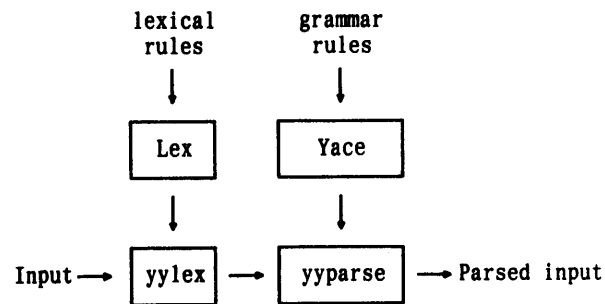 lexical
rules
grammar
rules
Lex
Yace
Input
yylex
yyparse
Parsed input